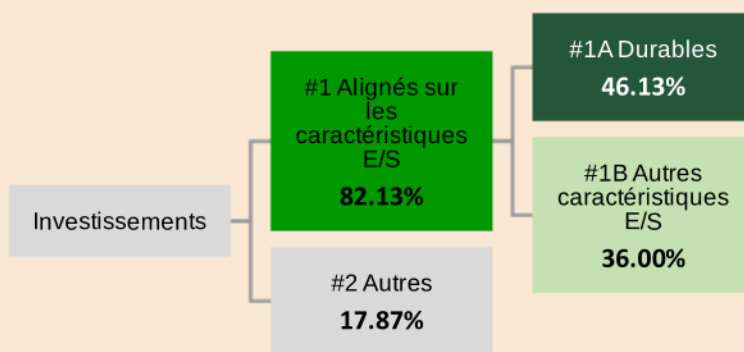 Investissements
#1 Alignés sur
les
caractéristiques
E/S
82.13%
#2 Autres
17.87%
#1A Durables
46.13%
#1B Autres
caractéristiques
E/S
36.00%